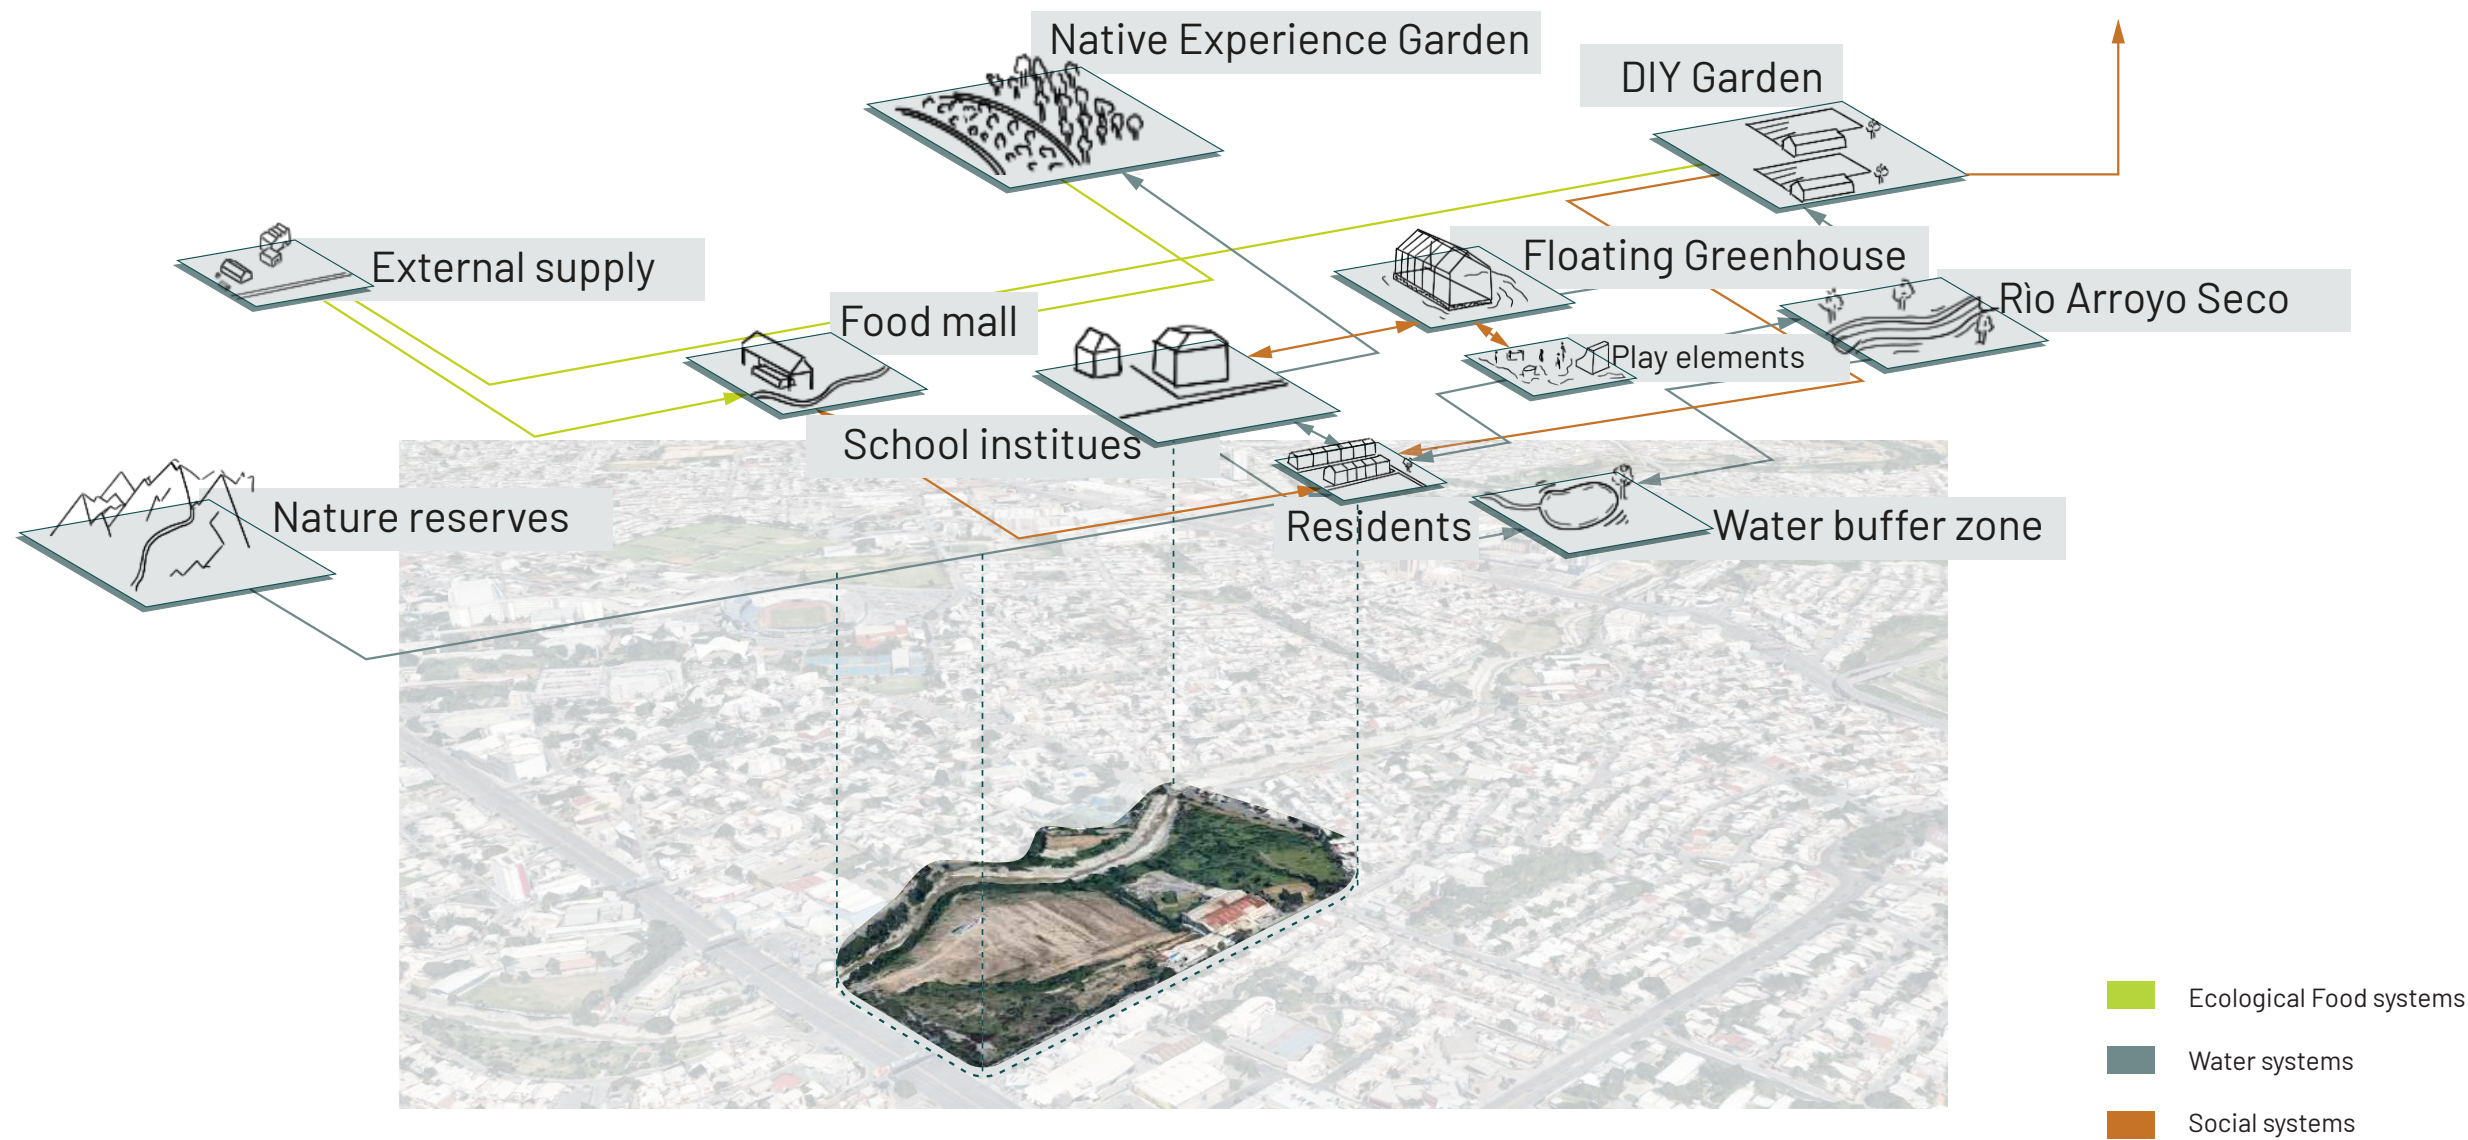 Native Experience Garden
DIY Garden
External supply
Floating Greenhouse
Rìo Arroyo Seco
Food mall
Play elements
School institues
Nature reserves
Residents
Water buffer zone
Ecological Food systems
Water systems
Social systems